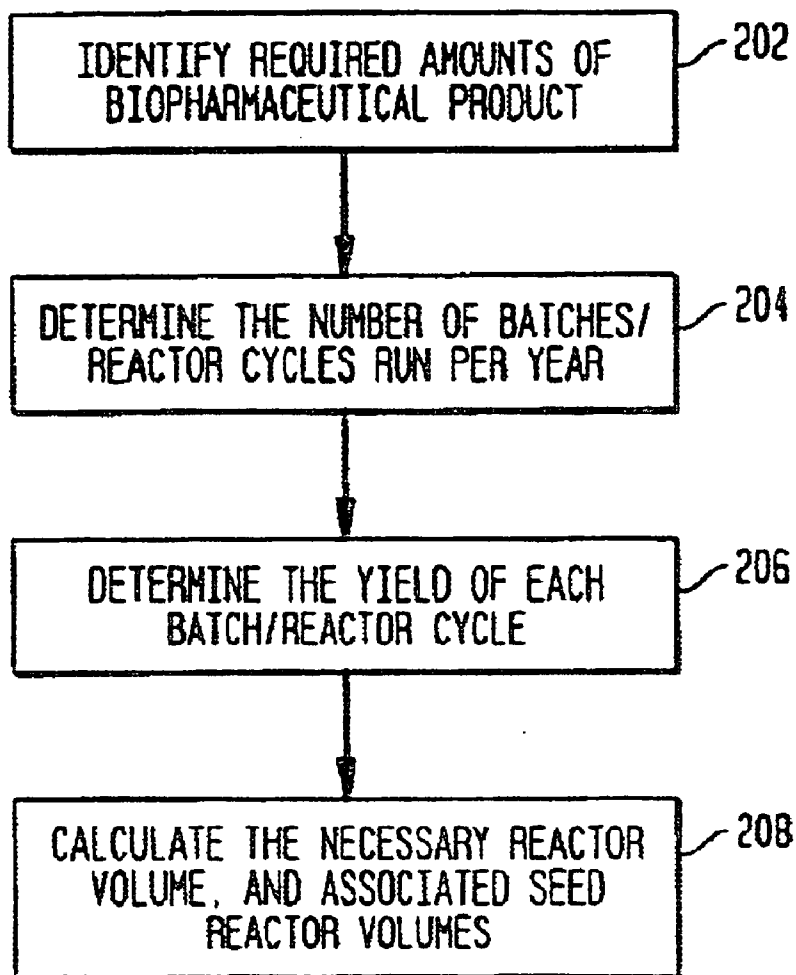 IDENTIFY REQUIRED AMOUNTS OF
BIOPHARMACEUTICAL PRODUCT
202
DETERMINE THE NUMBER OF BATCHES/
REACTOR CYCLES RUN PER YEAR
204
DETERMINE THE YIELD OF EACH
BATCH/REACTOR CYCLE
206
CALCULATE THE NECESSARY REACTOR
VOLUME, AND ASSOCIATED SEED
REACTOR VOLUMES
208